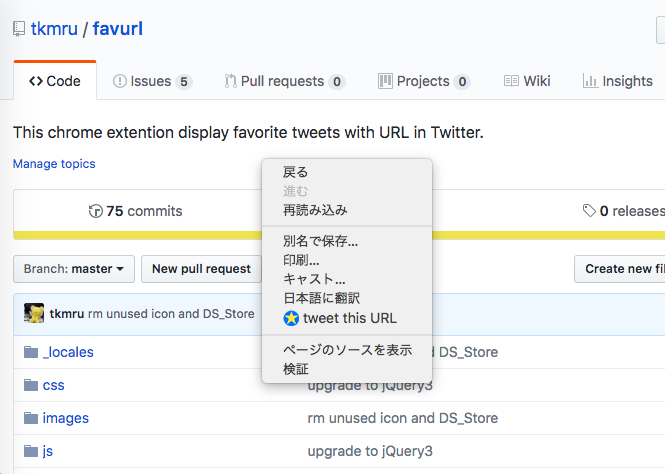 tkmru / favurl
Code Issues 5 Pull requests 0 Projects 0 Wiki Insights
This chrome extention display favorite tweets with URL in Twitter.
Manage topics
75 commits 0 releases
Branch: master New pull request Create new fil
tkmru rm unused icon and DS_Store
_locales d DS_Store
css upgrade to jQuery3
images rm unused icon and DS_Store
js upgrade to jQuery3
戻る
進む
再読み込み
別名で保存...
印刷...
キャスト...
日本語に翻訳
tweet this URL
ページのソースを表示
検証